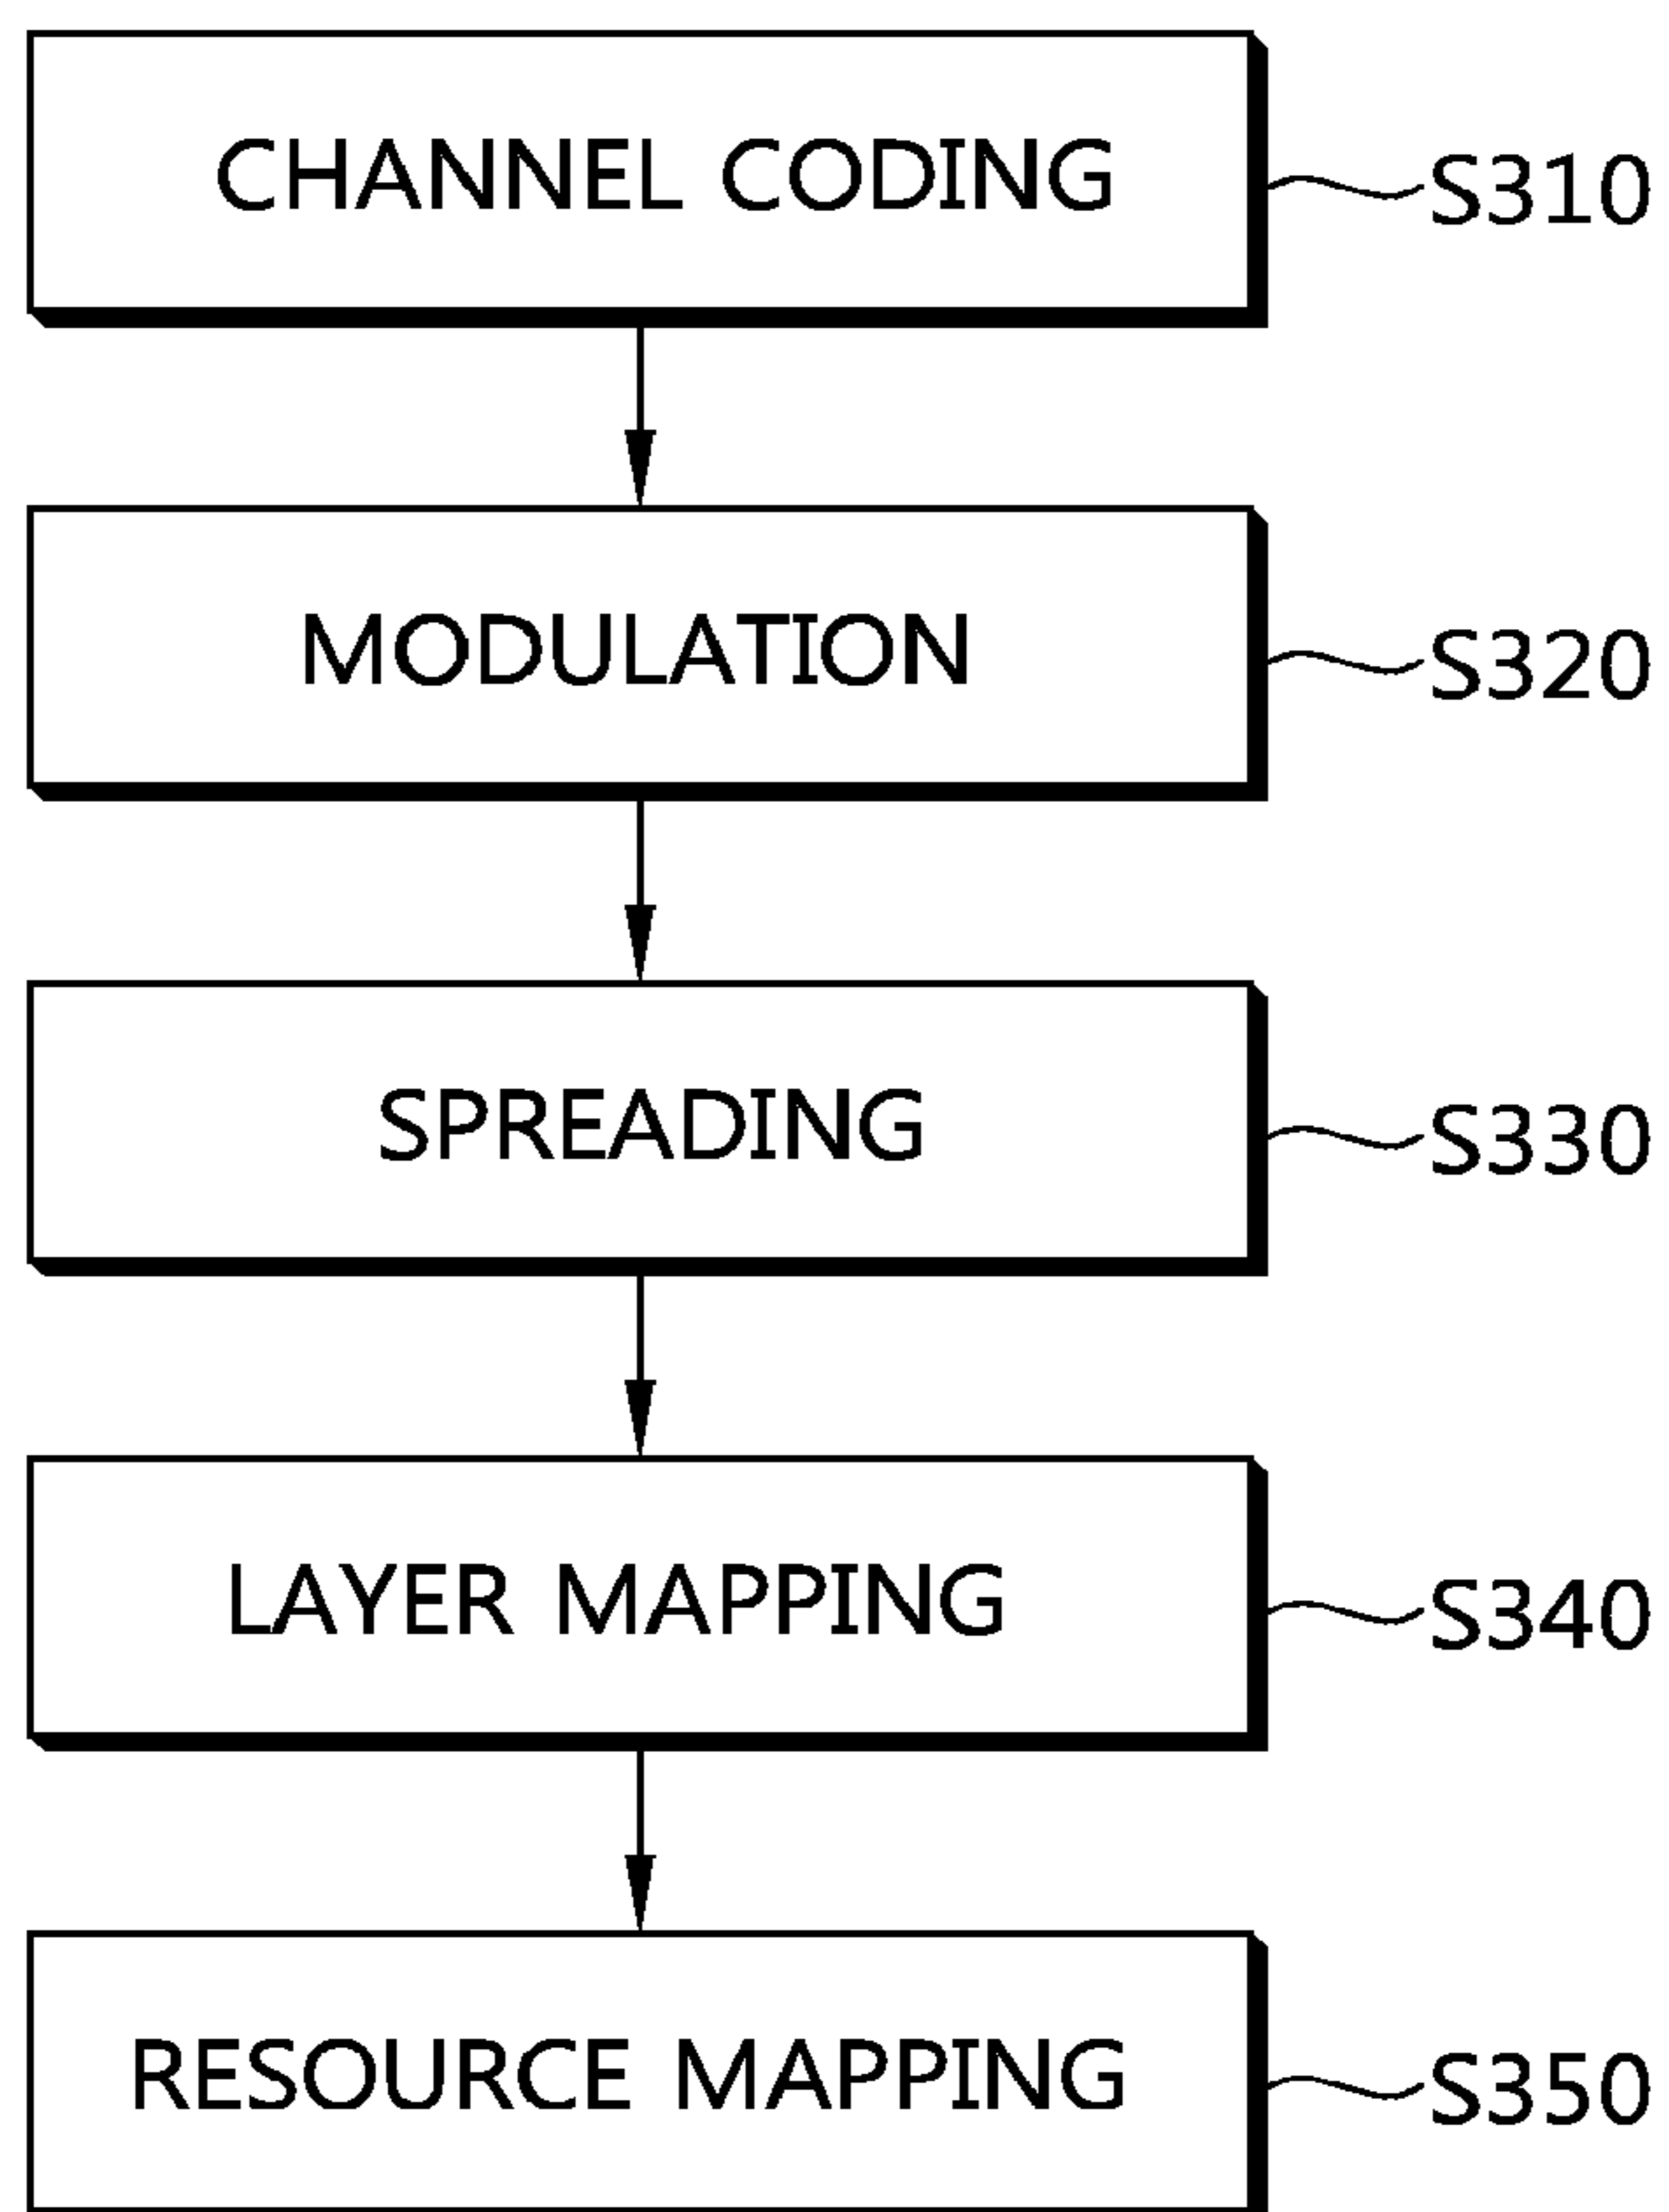 CHANNEL CODING
S310
MODULATION
S320
SPREADING
S330
LAYER MAPPING
S340
RESOURCE MAPPING
S350